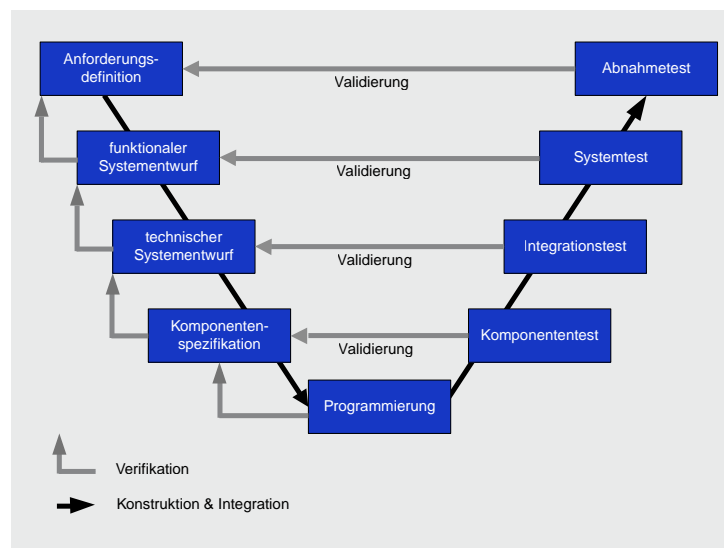 Anforderungs-
definition
Validierung
Abnahmetest
funktionaler
Systementwurf
Validierung
Systemtest
technischer
Systementwurf
Validierung
Integrationstest
Komponenten-
spezifikation
Validierung
Komponententest
Programmierung
Verifikation
Konstruktion & Integration